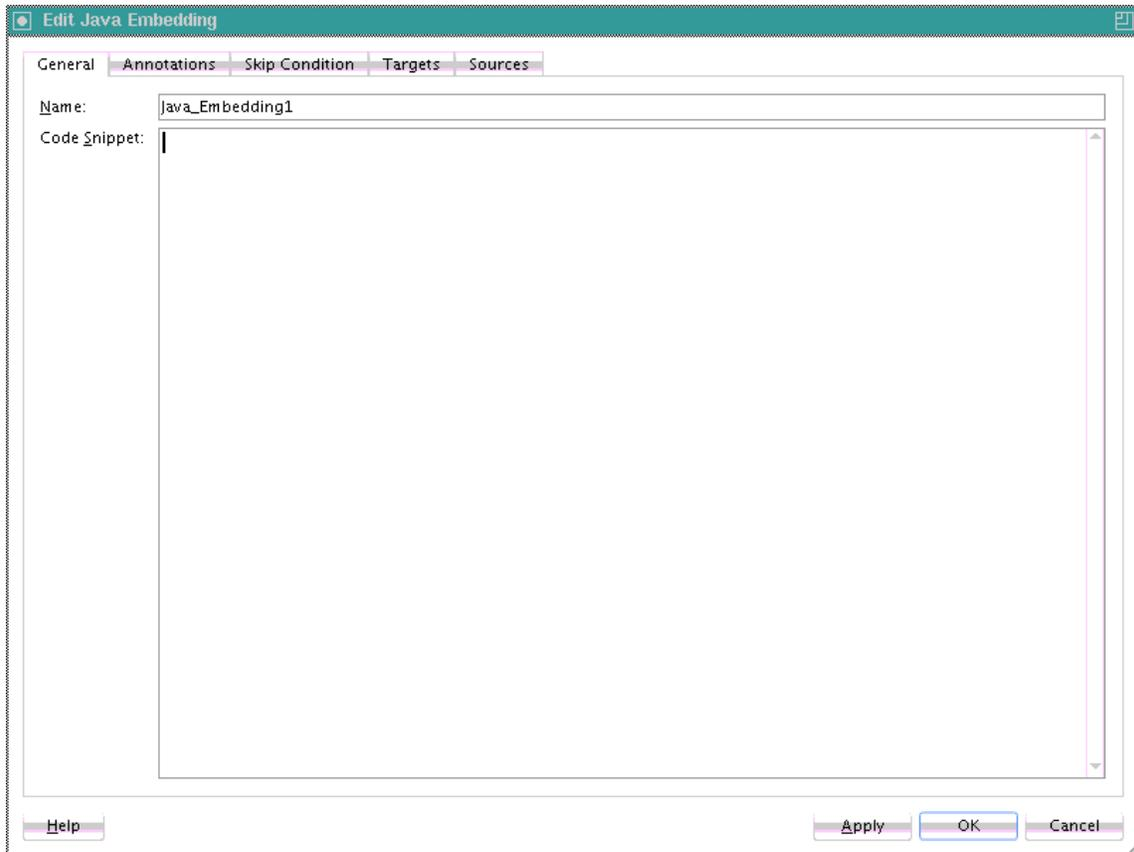 Edit Java Embedding
General Annotations Skip Condition Targets Sources
Name: Java_Embedding1
Code Snippet:
Help Apply OK Cancel